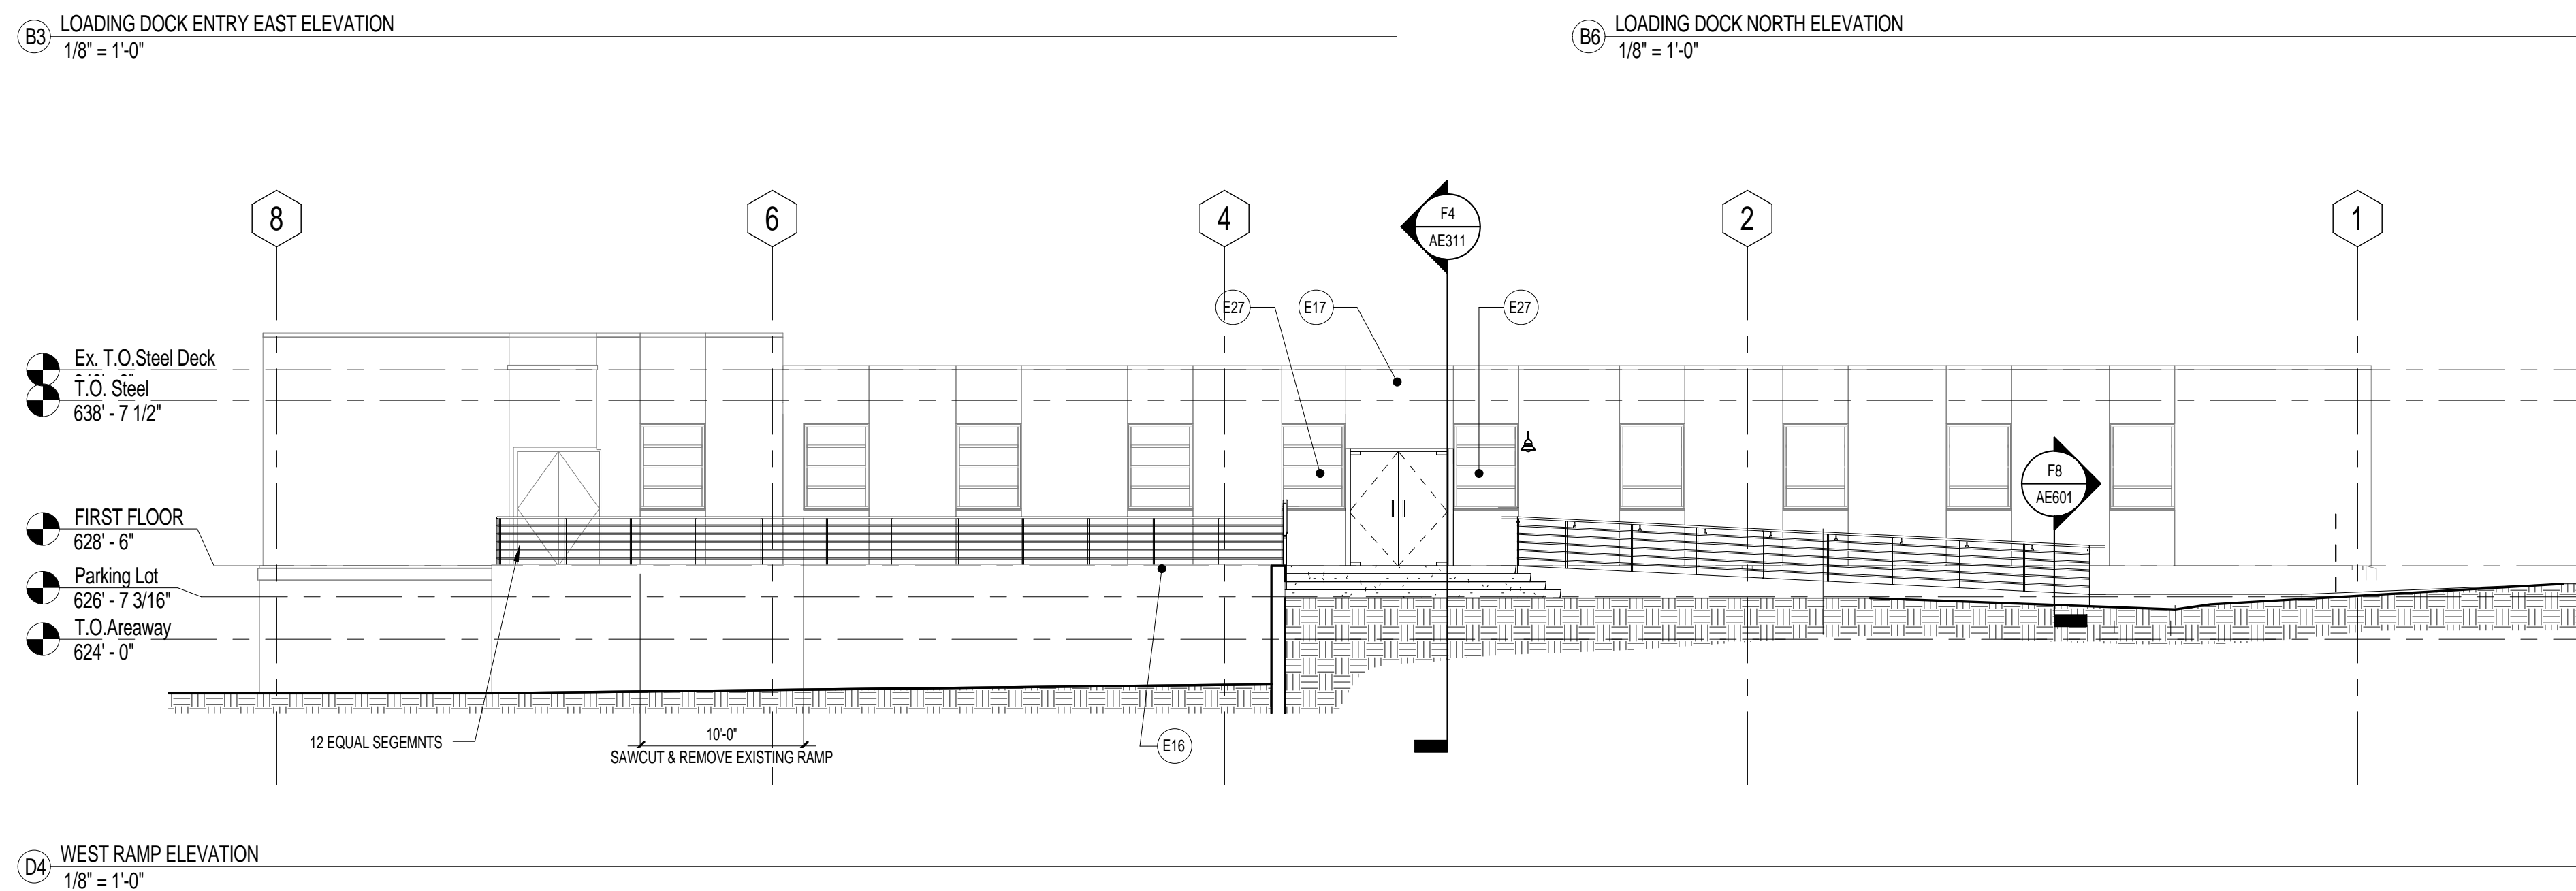 B3 LOADING DOCK ENTRY EAST ELEVATION
1/8" = 1'-0"
B6 LOADING DOCK NORTH ELEVATION
1/8" = 1'-0"
8
6
4
F4
AE311
2
1
E27
E17
E27
Ex. T.O.Steel Deck
T.O. Steel
638' - 7 1/2"
F8
AE601
FIRST FLOOR
628' - 6"
Parking Lot
626' - 7 3/16"
T.O.Areaway
624' - 0"
12 EQUAL SEGEMNTS
10'-0"
SAWCUT & REMOVE EXISTING RAMP
E16
D4 WEST RAMP ELEVATION
1/8" = 1'-0"